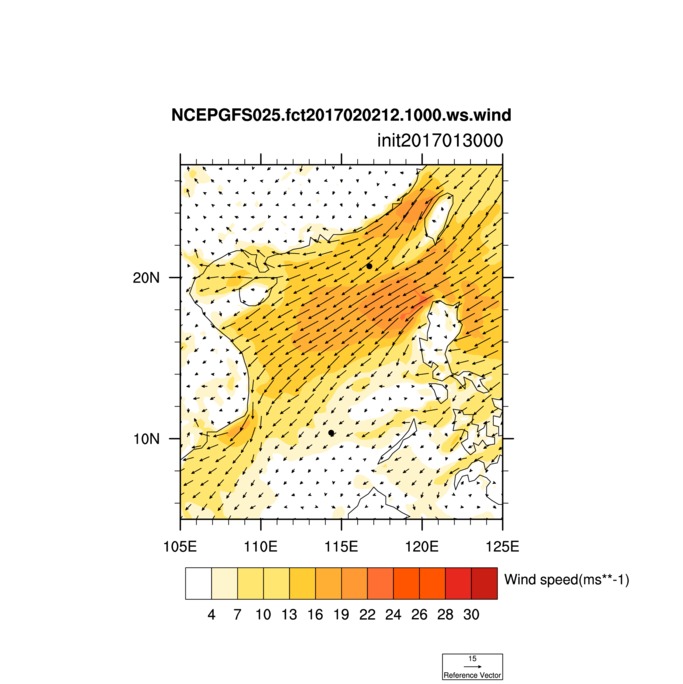 NCEPGFS025.fct2017020212.1000.ws.wind
init2017013000
20N
10N
105E 110E 115E 120E 125E
Wind speed(ms**-1)
4 7 10 13 16 19 22 24 26 28 30
15
Reference Vector